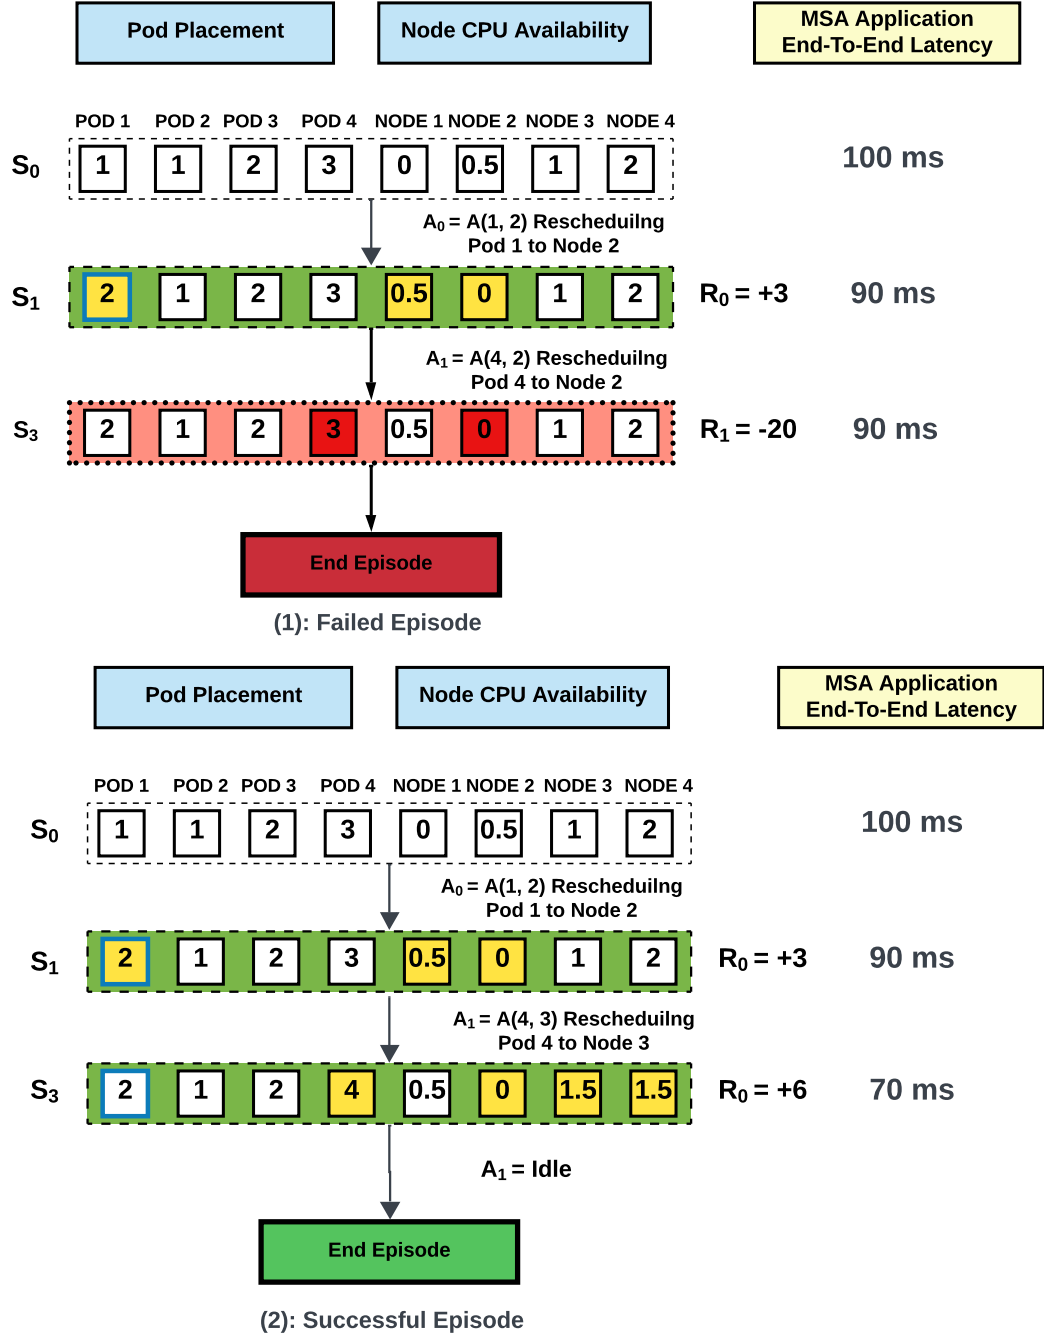 Pod Placement
Node CPU Availability
MSA Application
End-To-End Latency
POD 1 POD 2 POD 3 POD 4 NODE 1 NODE 2 NODE 3 NODE 4
S0 1 1 2 3 0 0.5 1 2 100 ms
A0 = A(1, 2) Rescheduilng
Pod 1 to Node 2
S1 2 1 2 3 0.5 0 1 2 R0 = +3 90 ms
A1 = A(4, 2) Rescheduilng
Pod 4 to Node 2
S3 2 1 2 3 0.5 0 1 2 R1 = -20 90 ms
End Episode
(1): Failed Episode
Pod Placement
Node CPU Availability
MSA Application
End-To-End Latency
POD 1 POD 2 POD 3 POD 4 NODE 1 NODE 2 NODE 3 NODE 4
S0 1 1 2 3 0 0.5 1 2 100 ms
A0 = A(1, 2) Rescheduilng
Pod 1 to Node 2
S1 2 1 2 3 0.5 0 1 2 R0 = +3 90 ms
A1 = A(4, 3) Rescheduilng
Pod 4 to Node 3
S3 2 1 2 4 0.5 0 1.5 1.5 R0 = +6 70 ms
A1 = Idle
End Episode
(2): Successful Episode